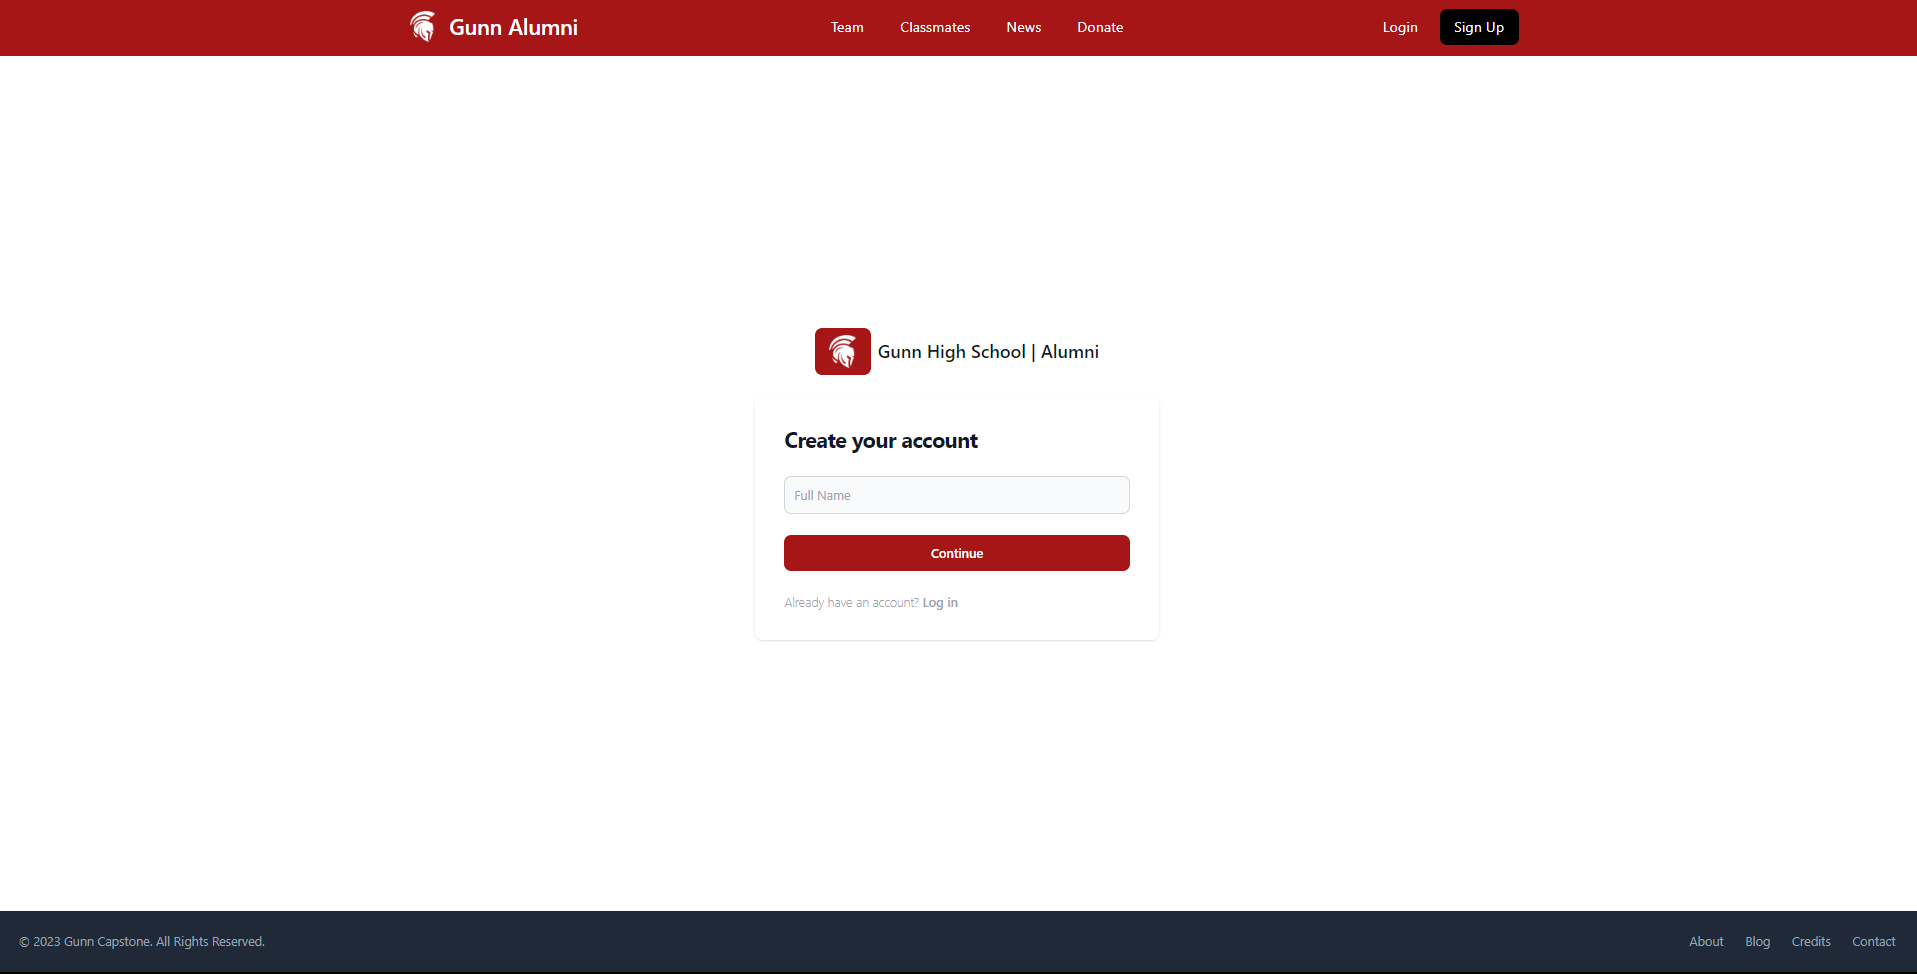 Gunn Alumni
Team Classmates News Donate
Login Sign Up
Gunn High School | Alumni
Create your account
Full Name
Continue
Already have an account? Log in
© 2023 Gunn Capstone. All Rights Reserved.
About Blog Credits Contact